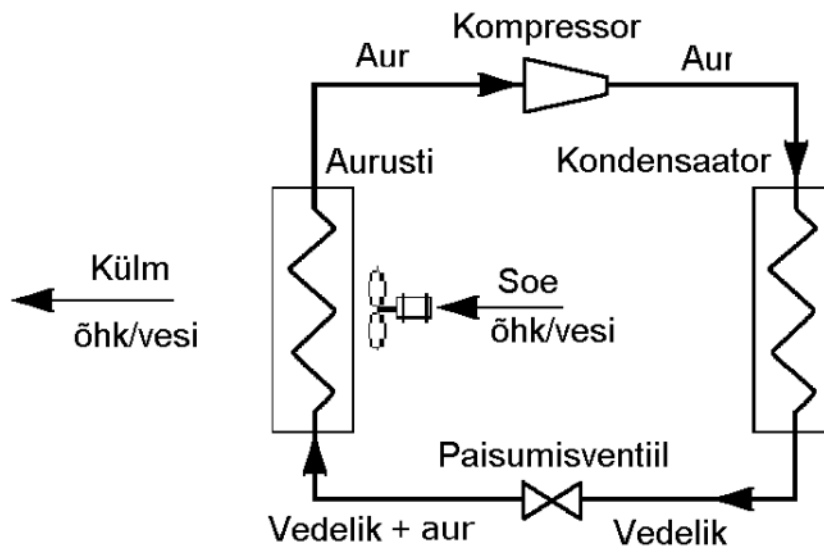 Kompressor
Aur
Aur
Aurusti
Kondensaator
Külm
õhk/vesi
Soe
õhk/vesi
Paisumisventiil
Vedelik + aur
Vedelik